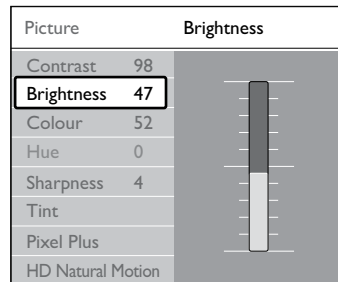 Picture Brightness
Contrast 98
Brightness 47
Colour 52
Hue 0
Sharpness 4
Tint
Pixel Plus
HD Natural Motion